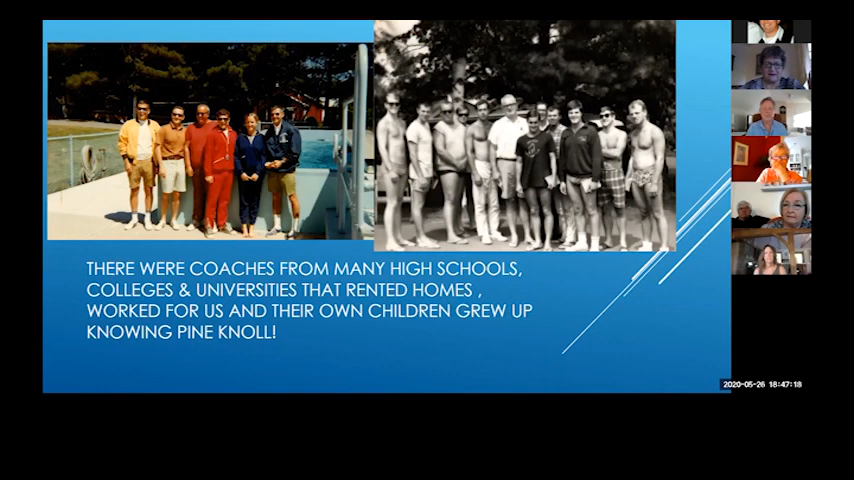 THERE WERE COACHES FROM MANY HIGH SCHOOLS,
COLLEGES & UNIVERSITIES THAT RENTED HOMES ,
WORKED FOR US AND THEIR OWN CHILDREN GREW UP
KNOWING PINE KNOLL!
2020-05-26 18:47:18